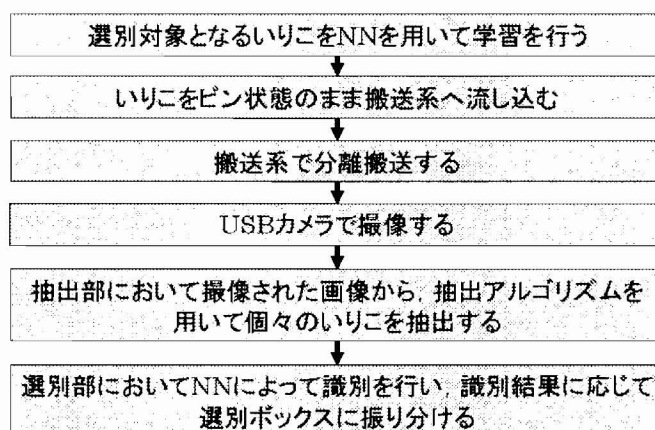 選別対象となるいりこをNNを用いて学習を行う
いりこをビン状態のまま搬送系へ流し込む
搬送系で分離搬送する
USBカメラで撮像する
抽出部において撮像された画像から, 抽出アルゴリズムを
用いて個々のいりこを抽出する
選別部においてNNによって識別を行い, 識別結果に応じて
選別ボックスに振り分ける